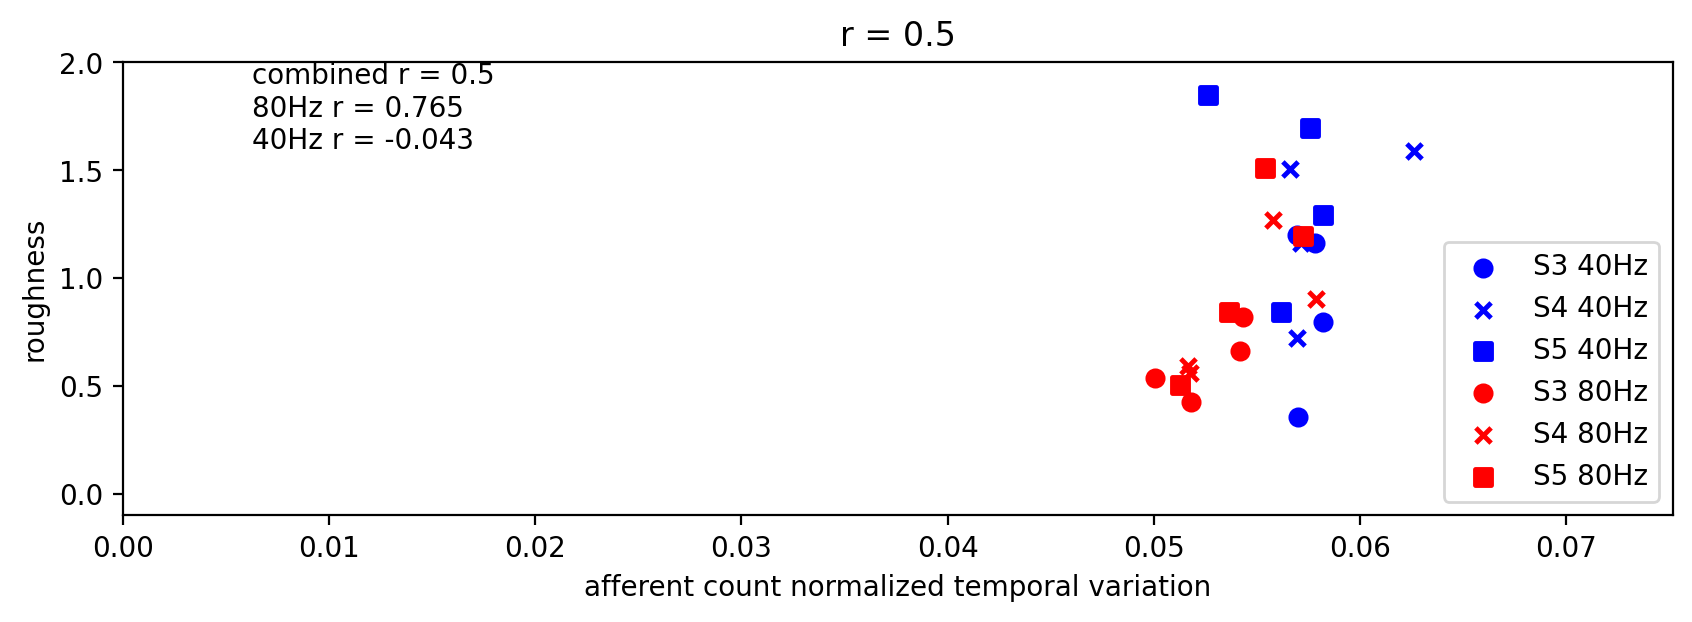 r = 0.5
combined r = 0.5
80Hz r = 0.765
40Hz r = -0.043
2.0
1.5
1.0
0.5
0.0
roughness
S3 40Hz
S4 40Hz
S5 40Hz
S3 80Hz
S4 80Hz
S5 80Hz
0.00 0.01 0.02 0.03 0.04 0.05 0.06 0.07
afferent count normalized temporal variation